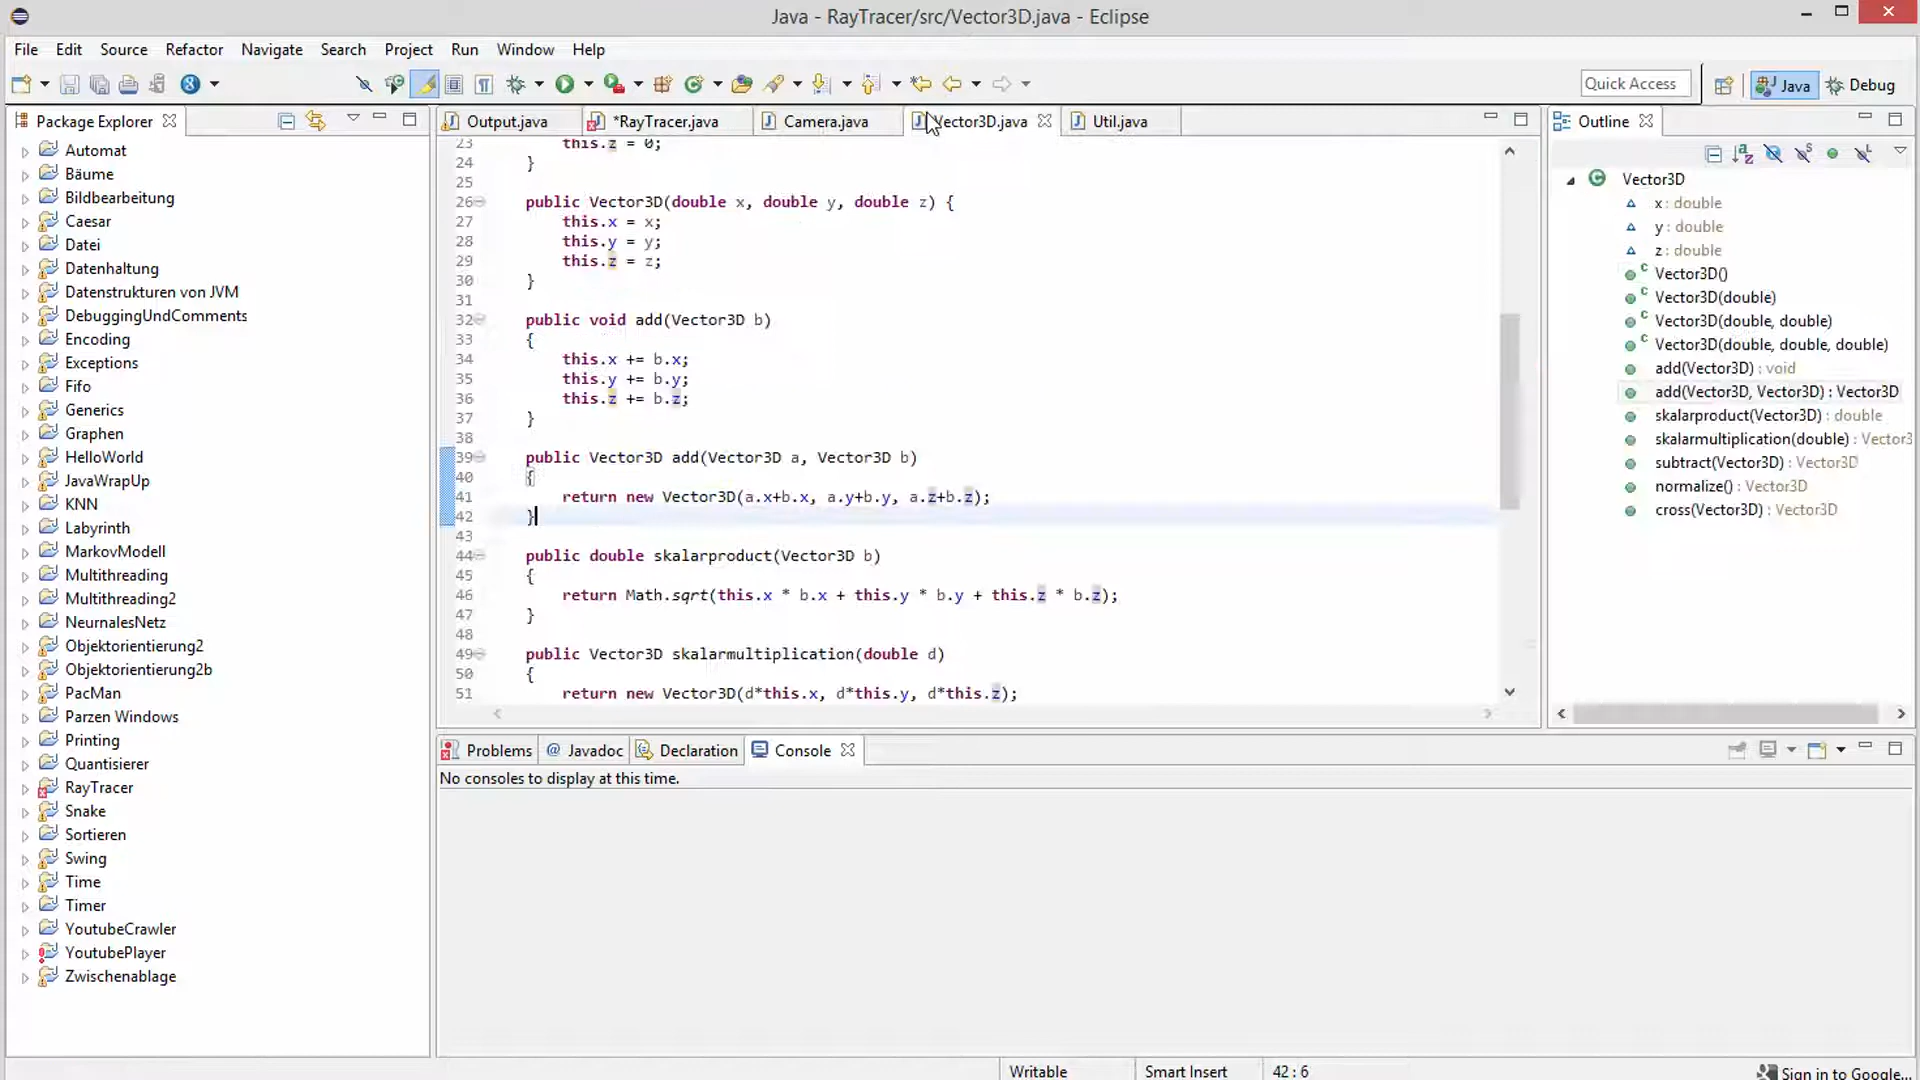 Java - RayTracer/src/Vector3D.java - Eclipse
File Edit Source Refactor Navigate Search Project Run Window Help
Quick Access Java Debug
Package Explorer
Automat
Bäume
Bildbearbeitung
Caesar
Datei
Datenhaltung
Datenstrukturen von JVM
DebuggingUndComments
Encoding
Exceptions
Fifo
Generics
Graphen
HelloWorld
JavaWrapUp
KNN
Labyrinth
MarkovModell
Multithreading
Multithreading2
NeurnalesNetz
Objektorientierung2
Objektorientierung2b
PacMan
Parzen Windows
Printing
Quantisierer
RayTracer
Snake
Sortieren
Swing
Time
Timer
YoutubeCrawler
YoutubePlayer
Zwischenablage
Output.java *RayTracer.java Camera.java Vector3D.java Util.java
23 this.z = 0;
24 }
25
26 public Vector3D(double x, double y, double z) {
27 this.x = x;
28 this.y = y;
29 this.z = z;
30 }
31
32 public void add(Vector3D b)
33 {
34 this.x += b.x;
35 this.y += b.y;
36 this.z += b.z;
37 }
38
39 public Vector3D add(Vector3D a, Vector3D b)
40 {
41 return new Vector3D(a.x+b.x, a.y+b.y, a.z+b.z);
42 }
43
44 public double skalarproduct(Vector3D b)
45 {
46 return Math.sqrt(this.x * b.x + this.y * b.y + this.z * b.z);
47 }
48
49 public Vector3D skalarmultiplication(double d)
50 {
51 return new Vector3D(d*this.x, d*this.y, d*this.z);
Outline
Vector3D
x : double
y : double
z : double
Vector3D()
Vector3D(double)
Vector3D(double, double)
Vector3D(double, double, double)
add(Vector3D) : void
add(Vector3D, Vector3D) : Vector3D
skalarproduct(Vector3D) : double
skalarmultiplication(double) : Vector3
subtract(Vector3D) : Vector3D
normalize() : Vector3D
cross(Vector3D) : Vector3D
Problems @ Javadoc Declaration Console
No consoles to display at this time.
Writable Smart Insert 42 : 6 Sign in to Google...